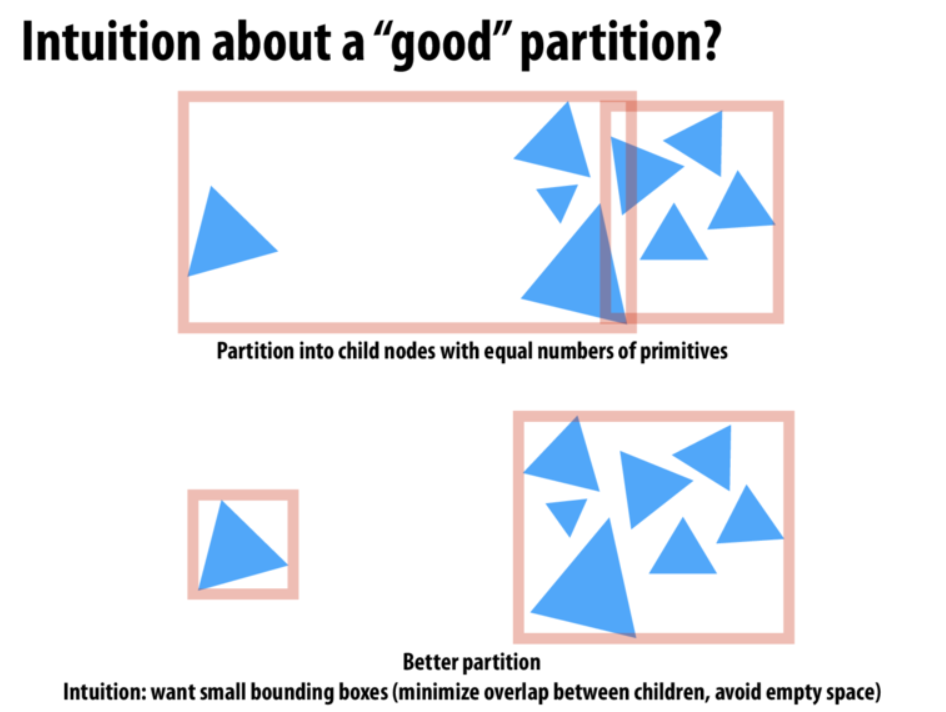 Intuition about a “good” partition?
Partition into child nodes with equal numbers of primitives
Better partition
Intuition: want small bounding boxes (minimize overlap between children, avoid empty space)